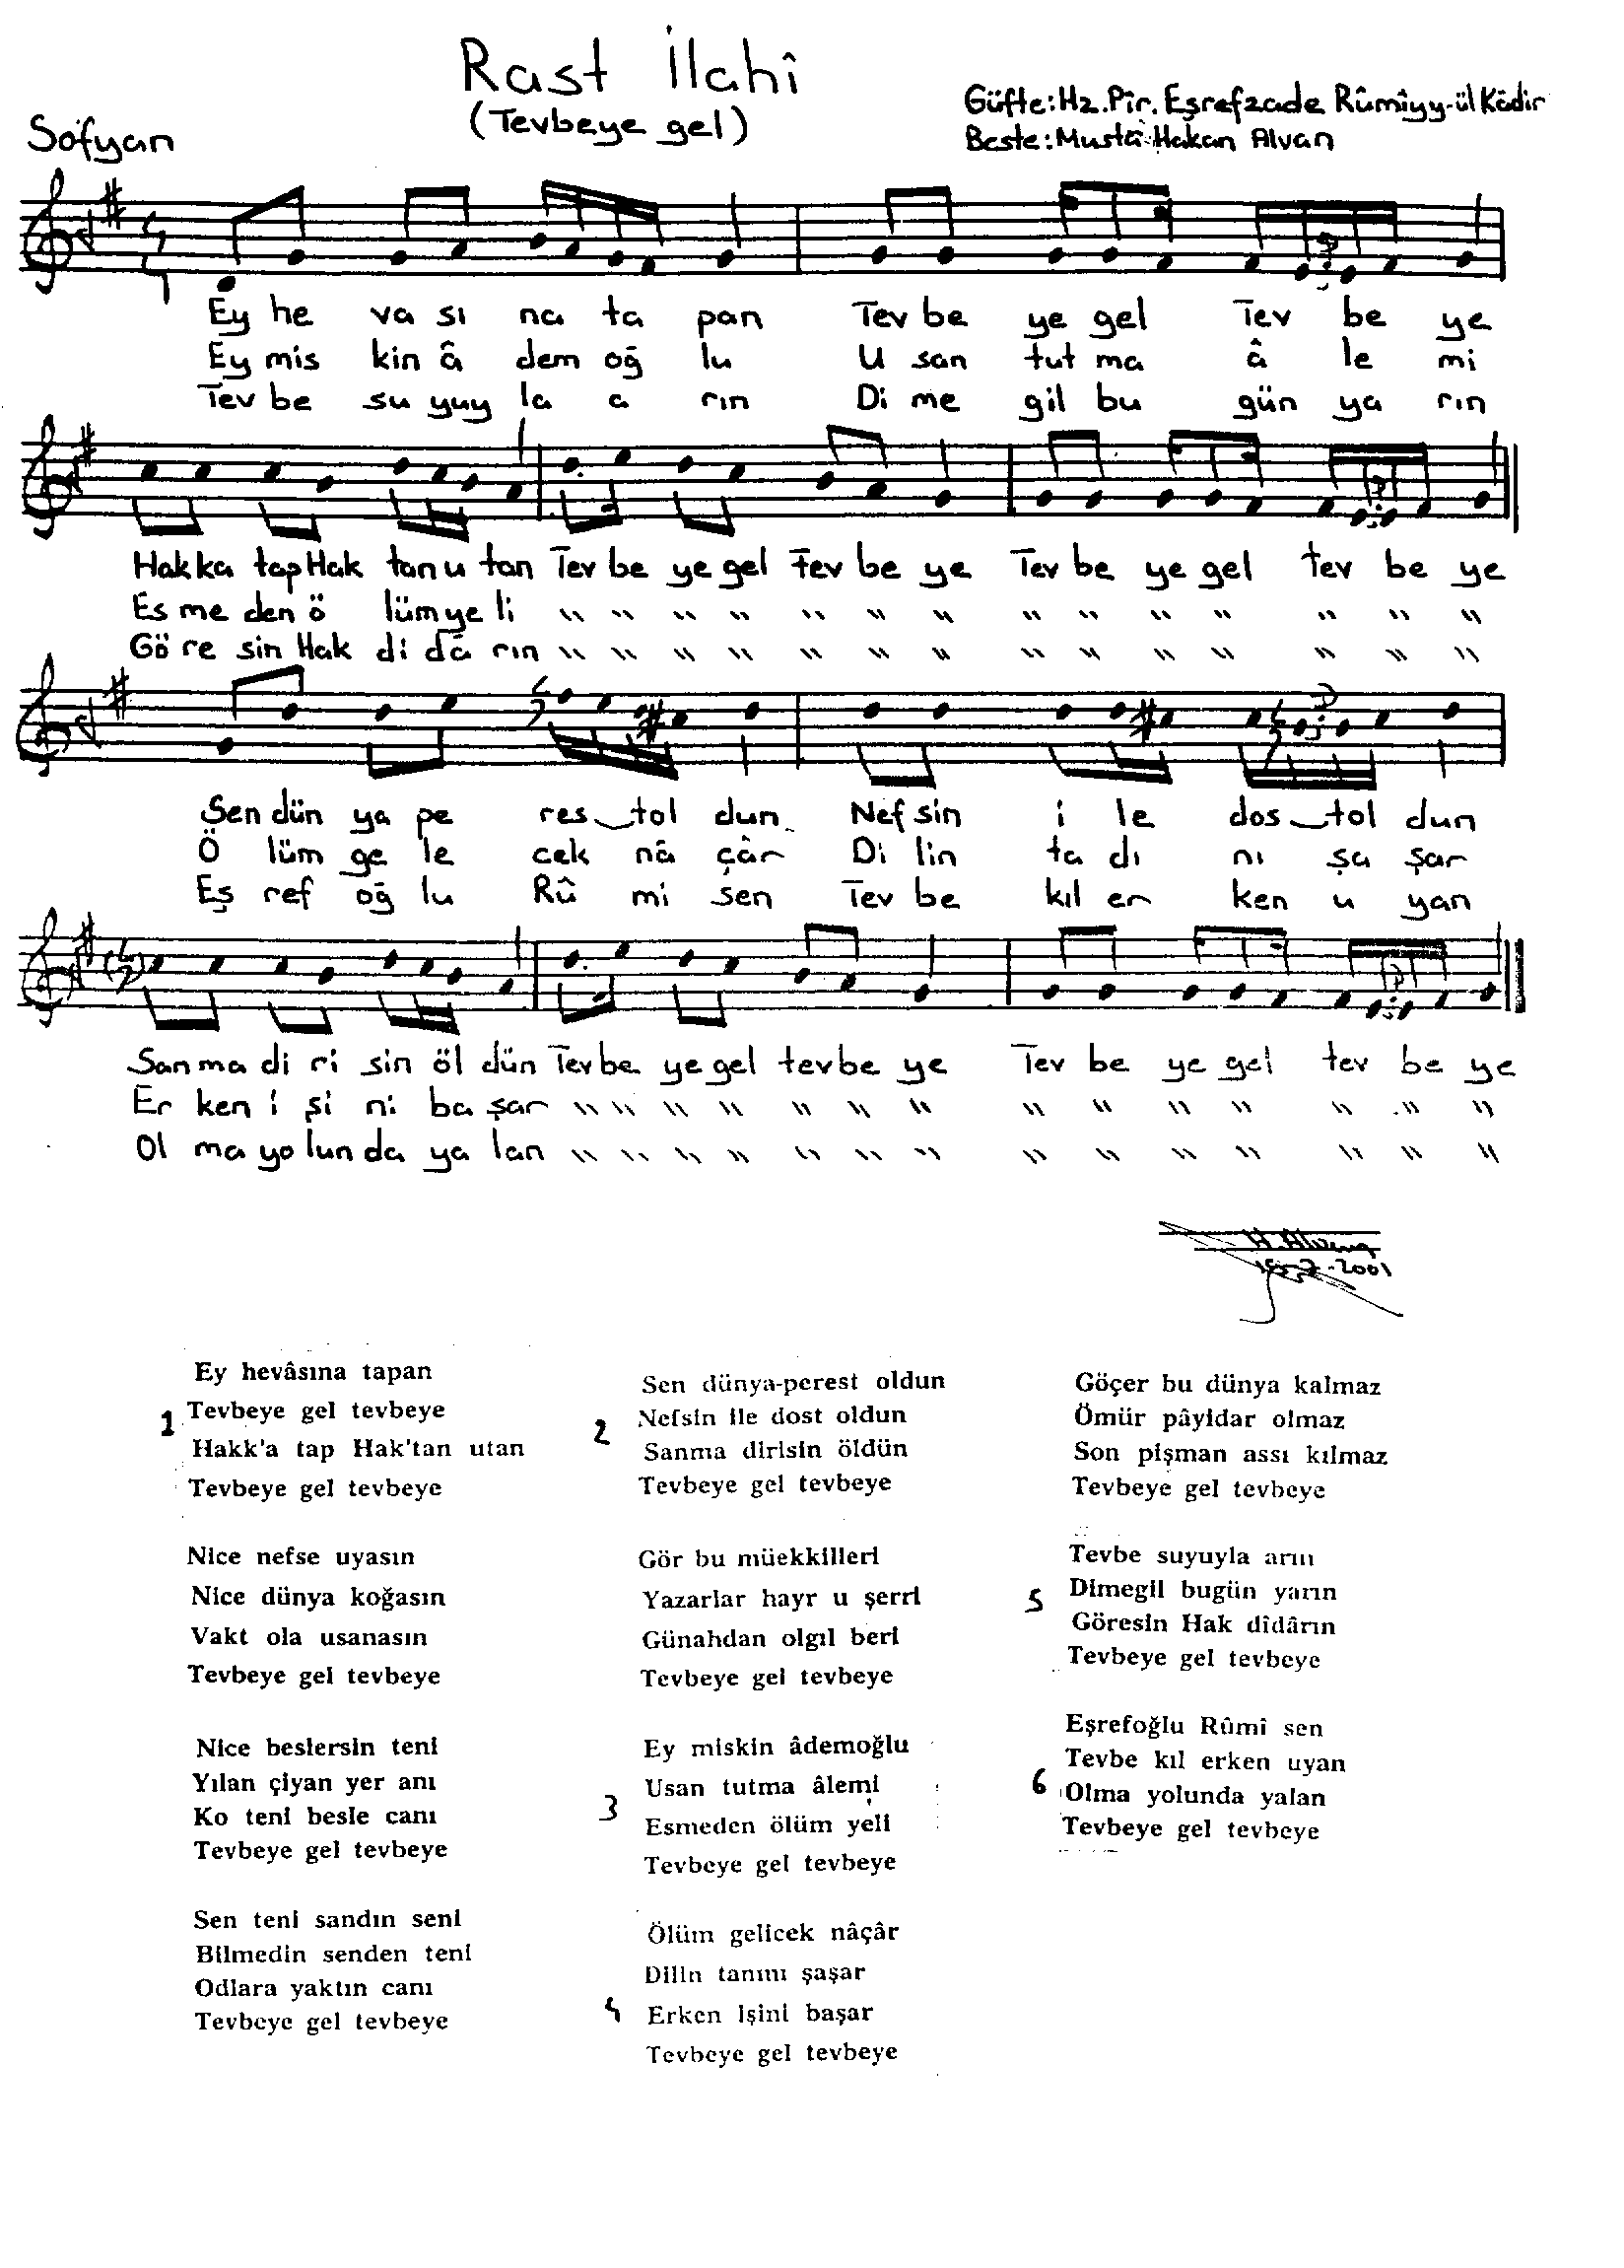 Rast İlahî
(Tevbeye gel)
Sofyan
Güfte: Hz. Pîr. Eşrefzade Rûmiyy-ül Kâdir
Beste: Musta Hakan Alvan
Ey he va sı na ta pan Tev be ye gel Tev be ye
Ey mis kin â dem oğ lu U san tut ma â le mi
Tev be su yuy la a rın Di me gil bu gün ya rın
Hak ka tap Hak tan u tan Tev be ye gel tev be ye Tev be ye gel tev be ye
Es me den ö lüm ye li " " " " " " " " " " " " " "
Gö re sin Hak di dâ rın " " " " " " " " " " " " " "
Sen dün ya pe res tol dun Nef sin i le dos tol dun
Ö lüm ge le cek nâ çâr Di lin ta dı nı şa şar
Eş ref oğ lu Rû mi sen Tev be kıl er ken u yan
San ma di ri sin öl dün Tev be ye gel tev be ye Tev be ye gel tev be ye
Er ken i şi ni ba şar " " " " " " " " " " " " " "
Ol ma yo lun da ya lan " " " " " " " " " " " " " "
H. Alvan
2001
Ey hevâsına tapan
1 Tevbeye gel tevbeye
Hakk'a tap Hak'tan utan
Tevbeye gel tevbeye
Nice nefse uyasın
Nice dünya koğasın
Vakt ola usanasın
Tevbeye gel tevbeye
Nice beslersin teni
Yılan çiyan yer anı
Ko teni besle canı
Tevbeye gel tevbeye
Sen teni sandın seni
Bilmedin senden teni
Odlara yaktın canı
Tevbeye gel tevbeye
Sen dünya-perest oldun
2 Nefsin ile dost oldun
Sanma dirisin öldün
Tevbeye gel tevbeye
Gör bu müekkilleri
Yazarlar hayr u şerri
Günahdan olgıl beri
Tevbeye gel tevbeye
Ey miskin âdemoğlu
3 Usan tutma âlemi
Esmeden ölüm yeli
Tevbeye gel tevbeye
Ölüm gelicek nâçâr
Dilin tanını şaşar
4 Erken işini başar
Tevbeye gel tevbeye
Göçer bu dünya kalmaz
Ömür pâyidar olmaz
Son pişman assı kılmaz
Tevbeye gel tevbeye
Tevbe suyuyla arın
5 Dimegil bugün yarın
Göresin Hak dîdârın
Tevbeye gel tevbeye
Eşrefoğlu Rûmî sen
Tevbe kıl erken uyan
6 Olma yolunda yalan
Tevbeye gel tevbeye